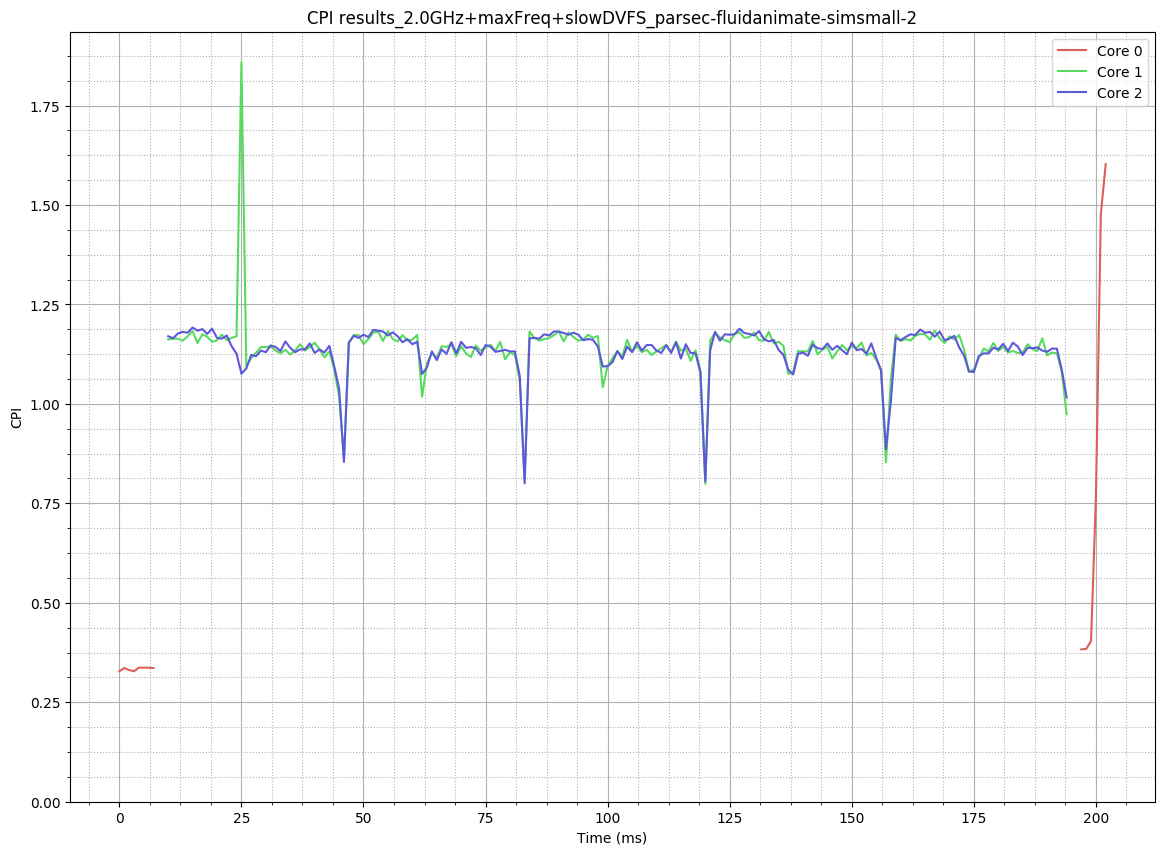 CPI results_2.0GHz+maxFreq+slowDVFS_parsec-fluidanimate-simsmall-2
Core 0
Core 1
Core 2
1.75
1.50
1.25
1.00
0.75
0.50
0.25
0.00
CPI
0 25 50 75 100 125 150 175 200
Time (ms)